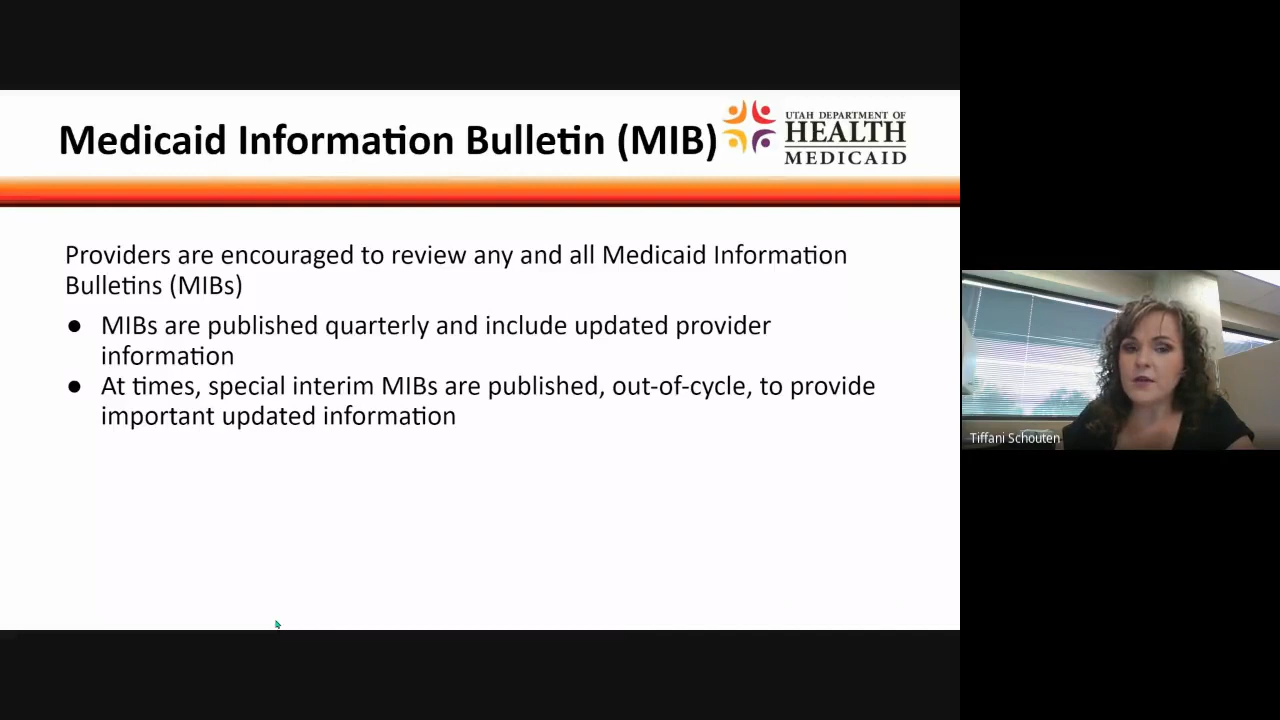 Medicaid Information Bulletin (MIB)
UTAH DEPARTMENT OF
HEALTH
MEDICAID
Providers are encouraged to review any and all Medicaid Information
Bulletins (MIBs)
● MIBs are published quarterly and include updated provider
information
● At times, special interim MIBs are published, out-of-cycle, to provide
important updated information
Tiffani Schouten